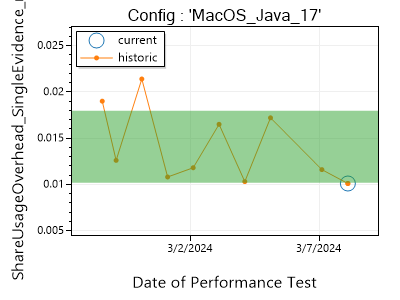 Config : 'MacOS_Java_17'
current
historic
0.025
0.02
0.015
0.01
0.005
3/2/2024
3/7/2024
Date of Performance Test
ShareUsageOverhead_SingleEvidence_